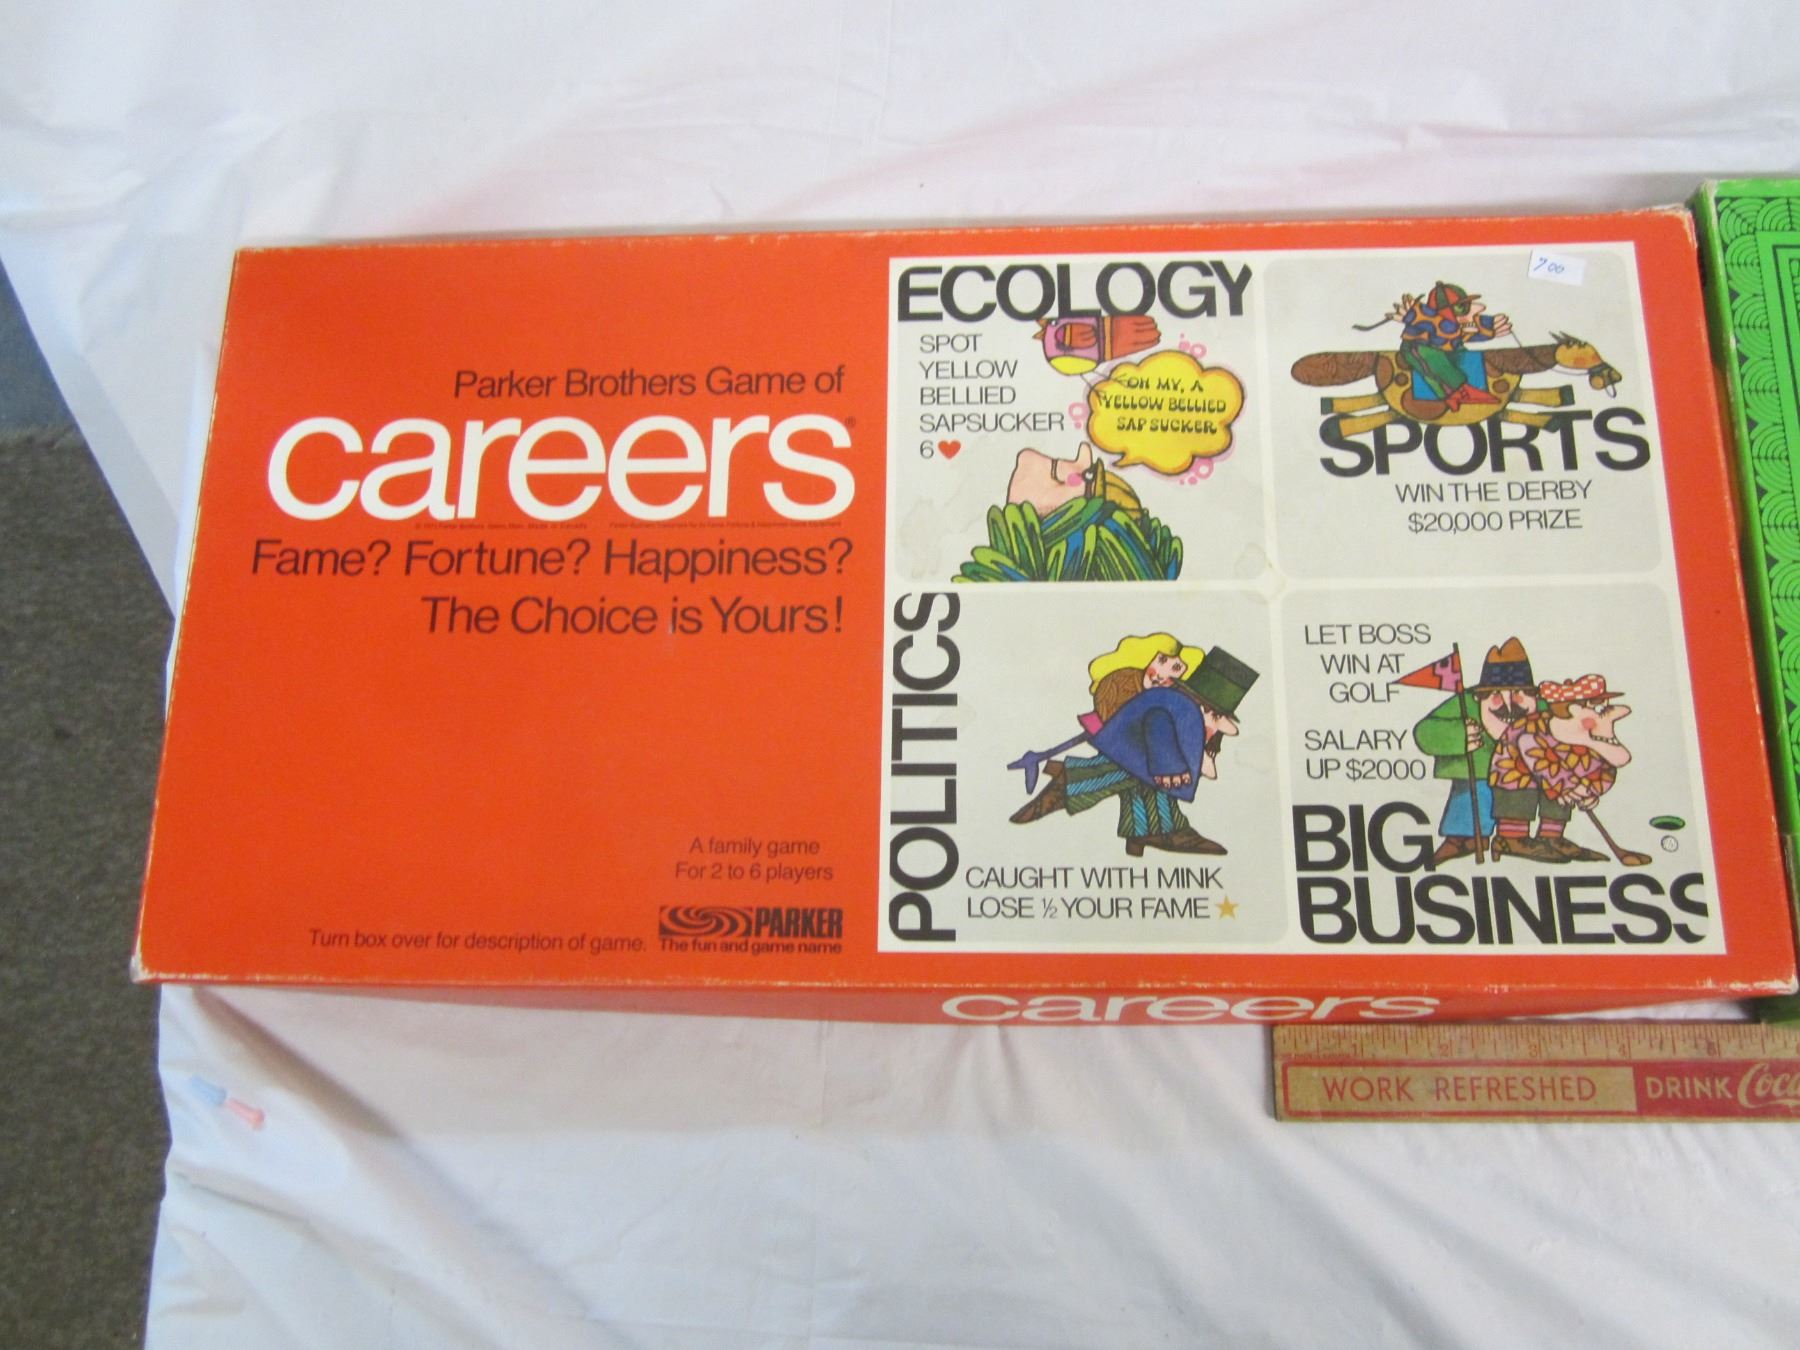 Parker Brothers Game of
careers®
Fame? Fortune? Happiness?
The Choice is Yours!
A family game
For 2 to 6 players
Turn box over for description of game.
PARKER
The fun and game name
ECOLOGY
SPOT
YELLOW
BELLIED
SAPSUCKER
6 ♥
OH MY, A
YELLOW BELLIED
SAP SUCKER
SPORTS
WIN THE DERBY
$20,000 PRIZE
7.00
POLITICS
CAUGHT WITH MINK
LOSE ½ YOUR FAME ★
LET BOSS
WIN AT
GOLF
SALARY
UP $2000
BIG
BUSINESS
careers
2 3 4 5
WORK REFRESHED DRINK Coca